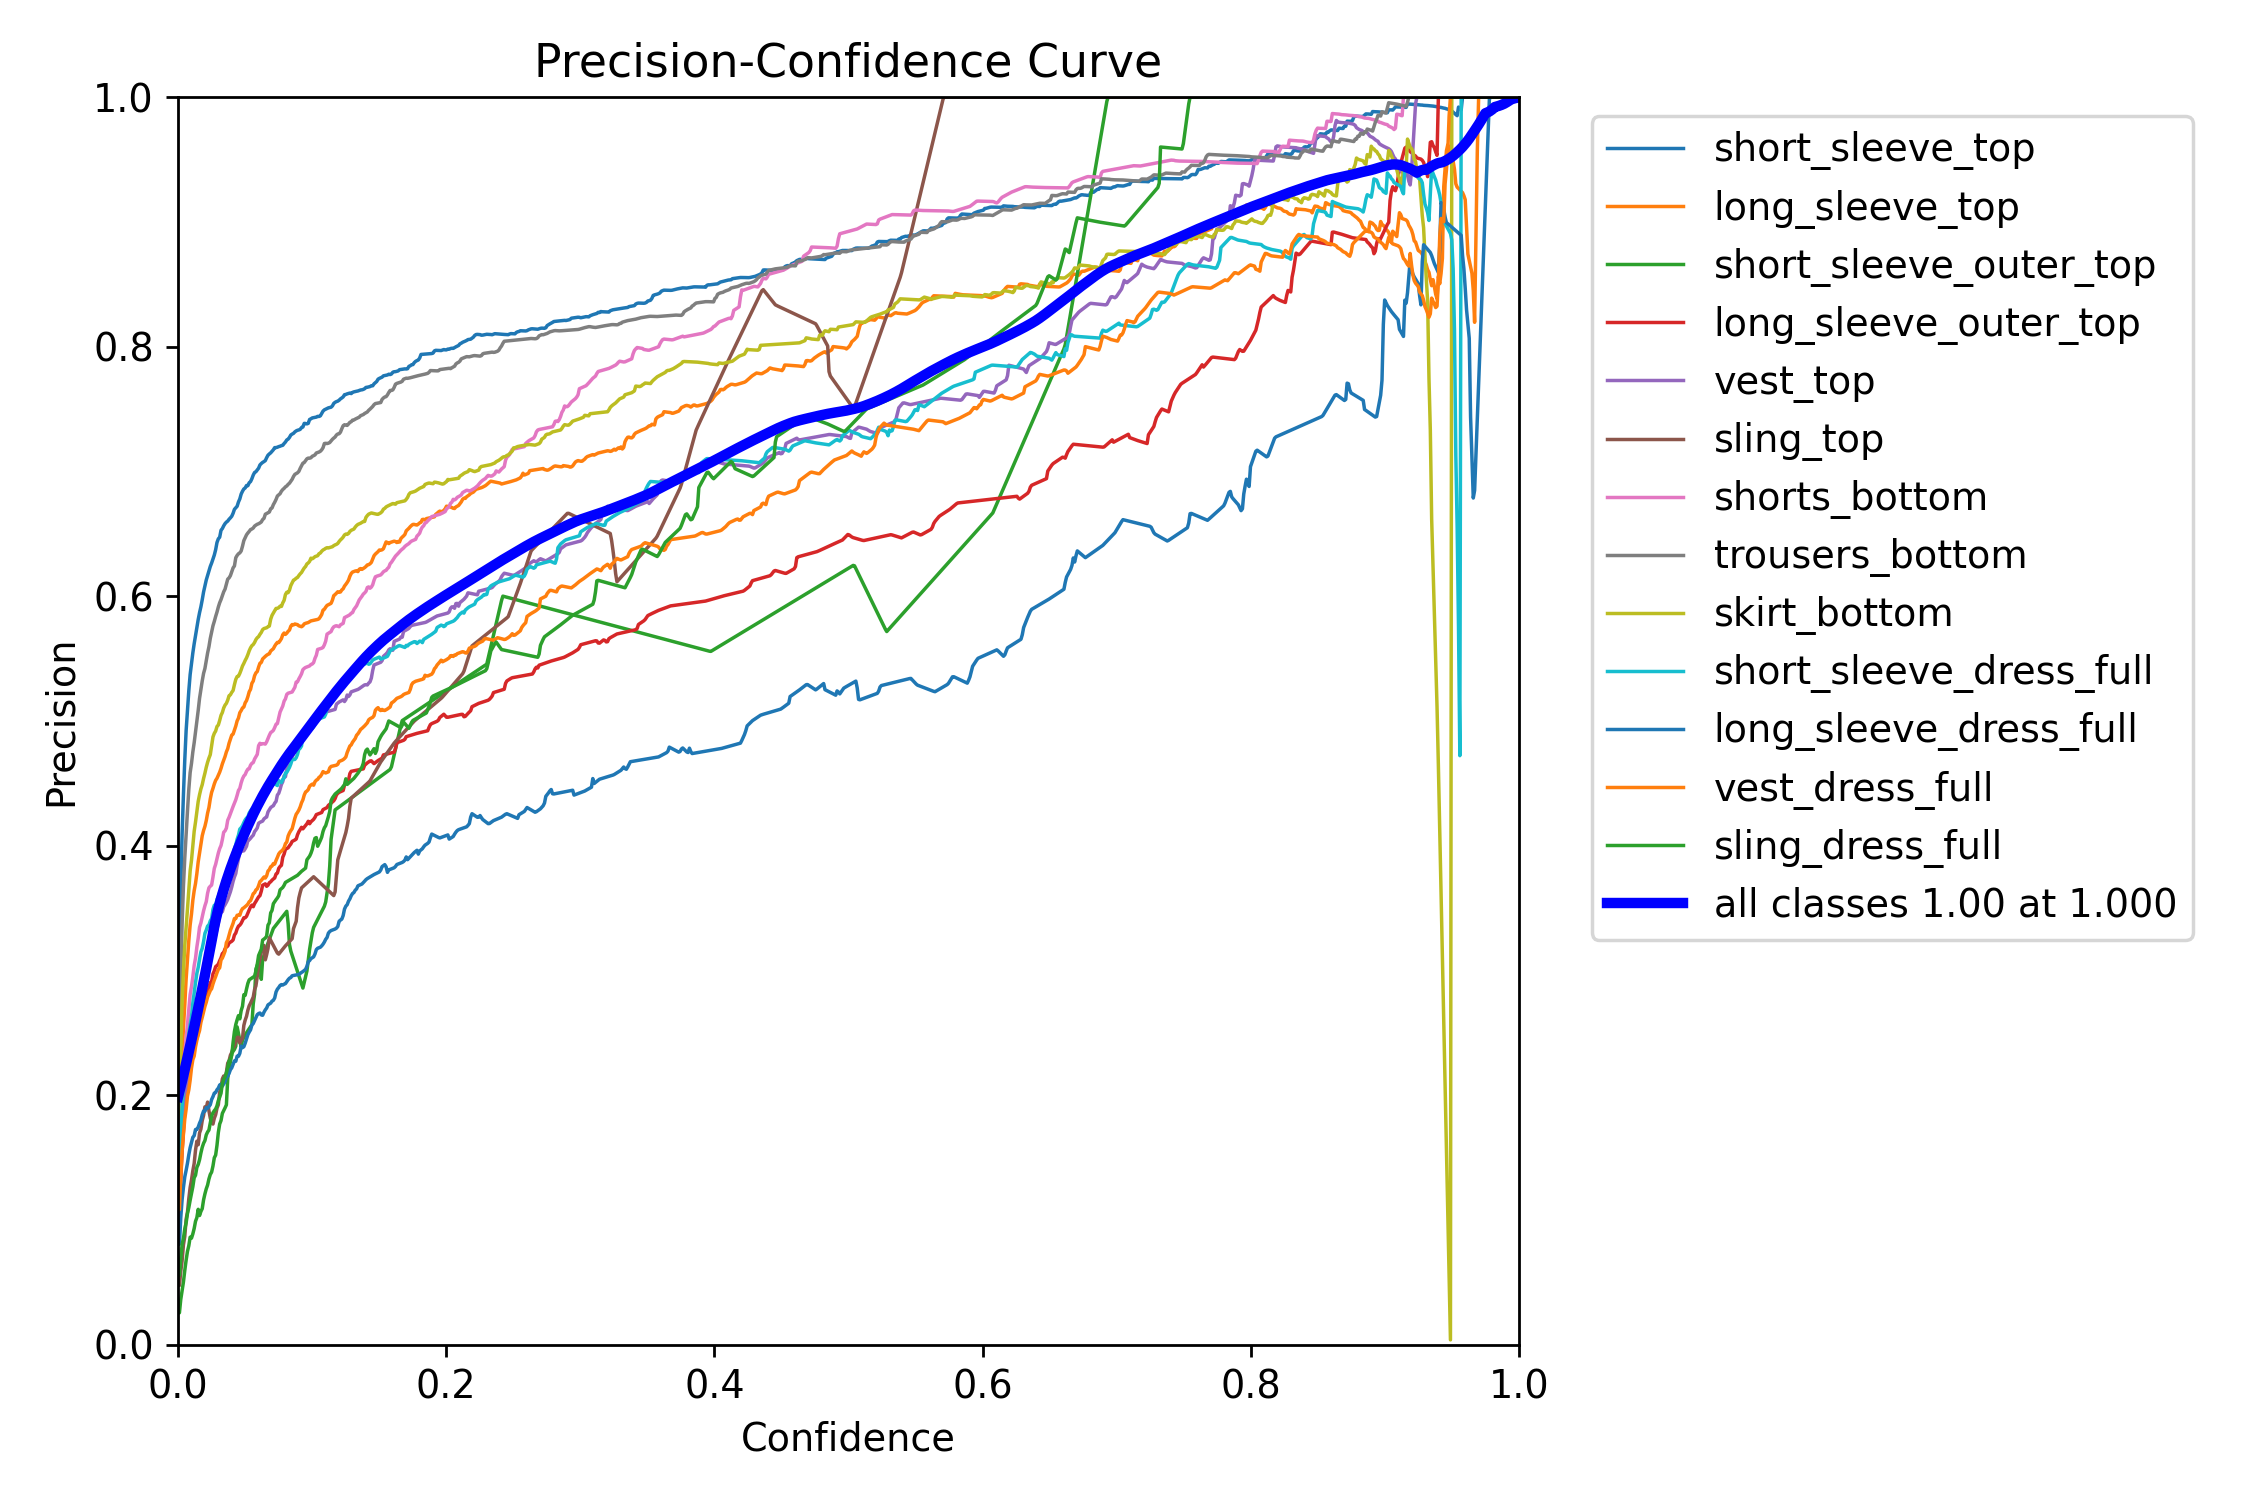 Precision-Confidence Curve
1.0
0.8
0.6
0.4
0.2
0.0
Precision
0.0 0.2 0.4 0.6 0.8 1.0
Confidence
short_sleeve_top
long_sleeve_top
short_sleeve_outer_top
long_sleeve_outer_top
vest_top
sling_top
shorts_bottom
trousers_bottom
skirt_bottom
short_sleeve_dress_full
long_sleeve_dress_full
vest_dress_full
sling_dress_full
all classes 1.00 at 1.000